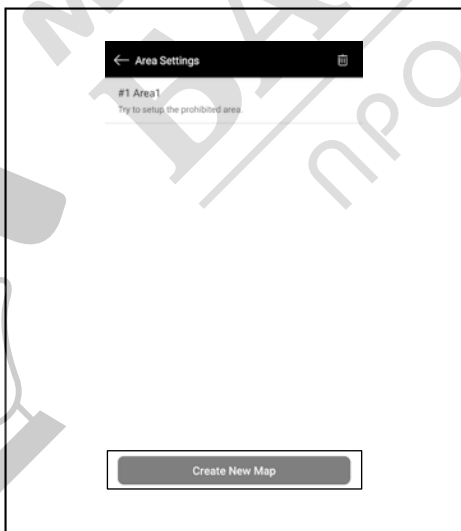 ← Area Settings
#1 Area1
Try to setup the prohibited area.
Create New Map